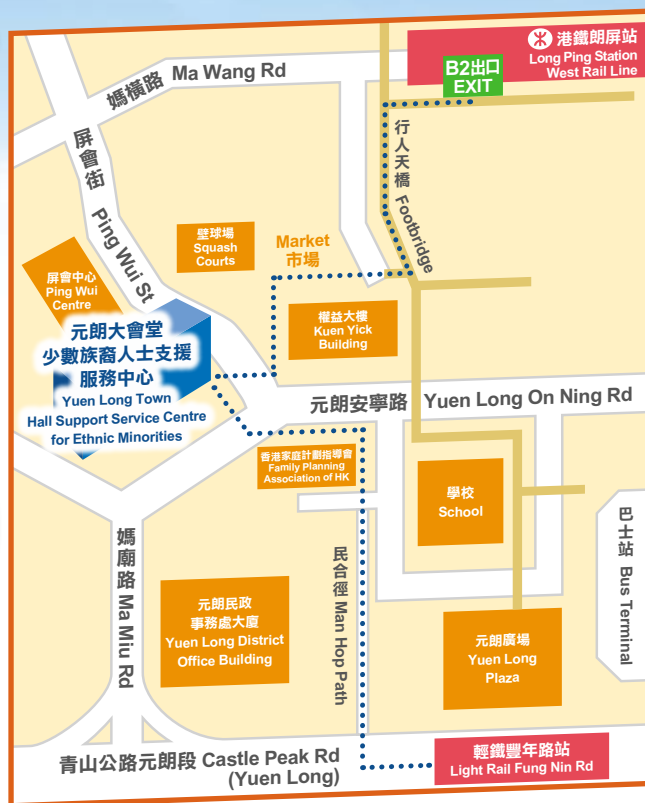 港鐵朗屏站
Long Ping Station
West Rail Line
B2出口
EXIT
媽橫路 Ma Wang Rd
屏會街 Ping Wui St
行人天橋 Footbridge
壁球場
Squash
Courts
Market
市場
屏會中心
Ping Wui
Centre
權益大樓
Kuen Yick
Building
元朗大會堂
少數族裔人士支援
服務中心
Yuen Long Town
Hall Support Service Centre
for Ethnic Minorities
元朗安寧路 Yuen Long On Ning Rd
香港家庭計劃指導會
Family Planning
Association of HK
學校
School
巴士站 Bus Terminal
媽廟路 Ma Miu Rd
民合徑 Man Hop Path
元朗民政
事務處大廈
Yuen Long District
Office Building
元朗廣場
Yuen Long
Plaza
青山公路元朗段 Castle Peak Rd
(Yuen Long)
輕鐵豐年路站
Light Rail Fung Nin Rd